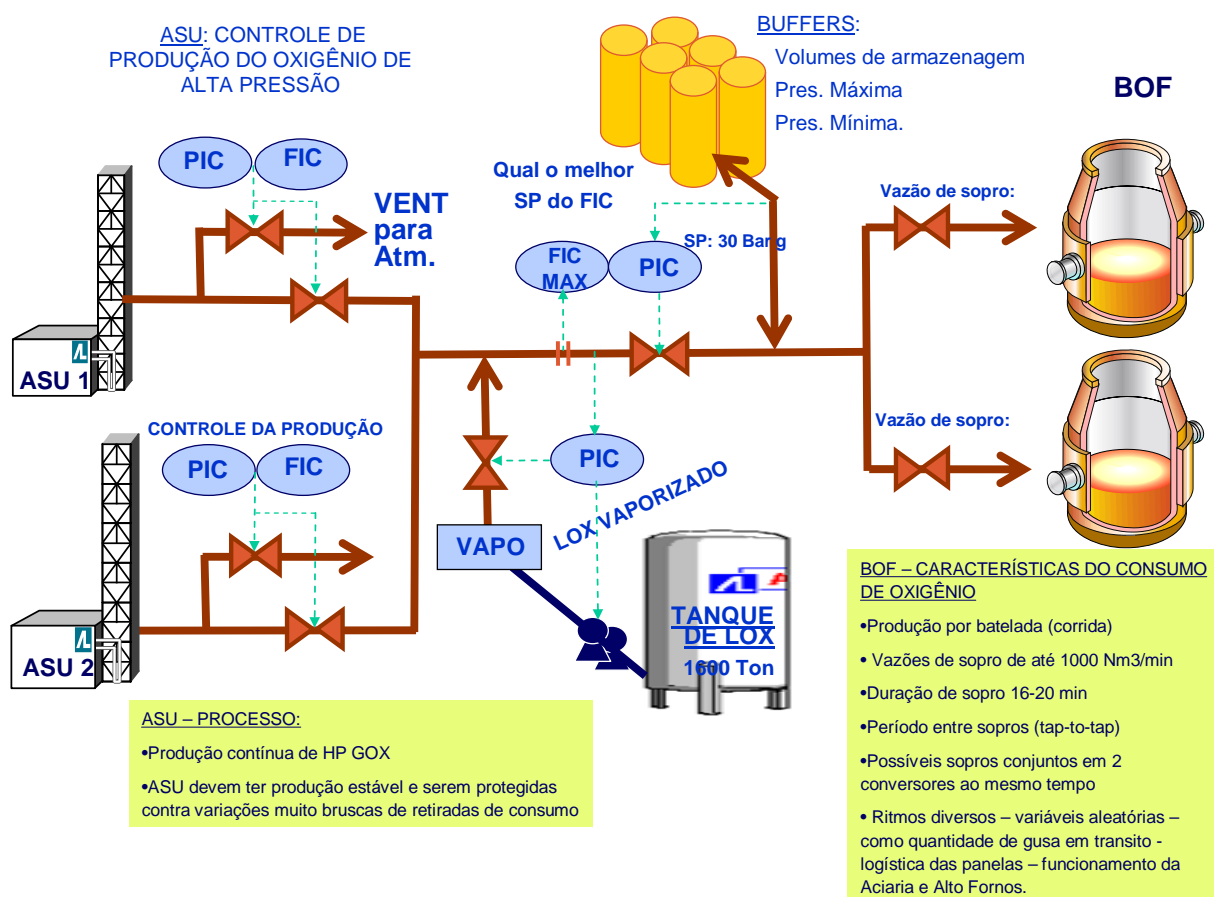 ASU: CONTROLE DE
PRODUÇÃO DO OXIGÊNIO DE
ALTA PRESSÃO
BUFFERS:
Volumes de armazenagem
Pres. Máxima
Pres. Mínima.
BOF
PIC
FIC
VENT
para
Atm.
Qual o melhor
SP do FIC
Vazão de sopro:
SP: 30 Barg
FIC
MAX
PIC
ASU 1
CONTROLE DA PRODUÇÃO
PIC
FIC
PIC
Vazão de sopro:
LOX VAPORIZADO
VAPO
TANQUE
DE LOX
1600 Ton
ASU 2
ASU – PROCESSO:
•Produção contínua de HP GOX
•ASU devem ter produção estável e serem protegidas
contra variações muito bruscas de retiradas de consumo
BOF – CARACTERÍSTICAS DO CONSUMO
DE OXIGÊNIO
•Produção por batelada (corrida)
• Vazões de sopro de até 1000 Nm3/min
•Duração de sopro 16-20 min
•Período entre sopros (tap-to-tap)
•Possíveis sopros conjuntos em 2
conversores ao mesmo tempo
• Ritmos diversos – variáveis aleatórias –
como quantidade de gusa em transito -
logística das panelas – funcionamento da
Aciaria e Alto Fornos.